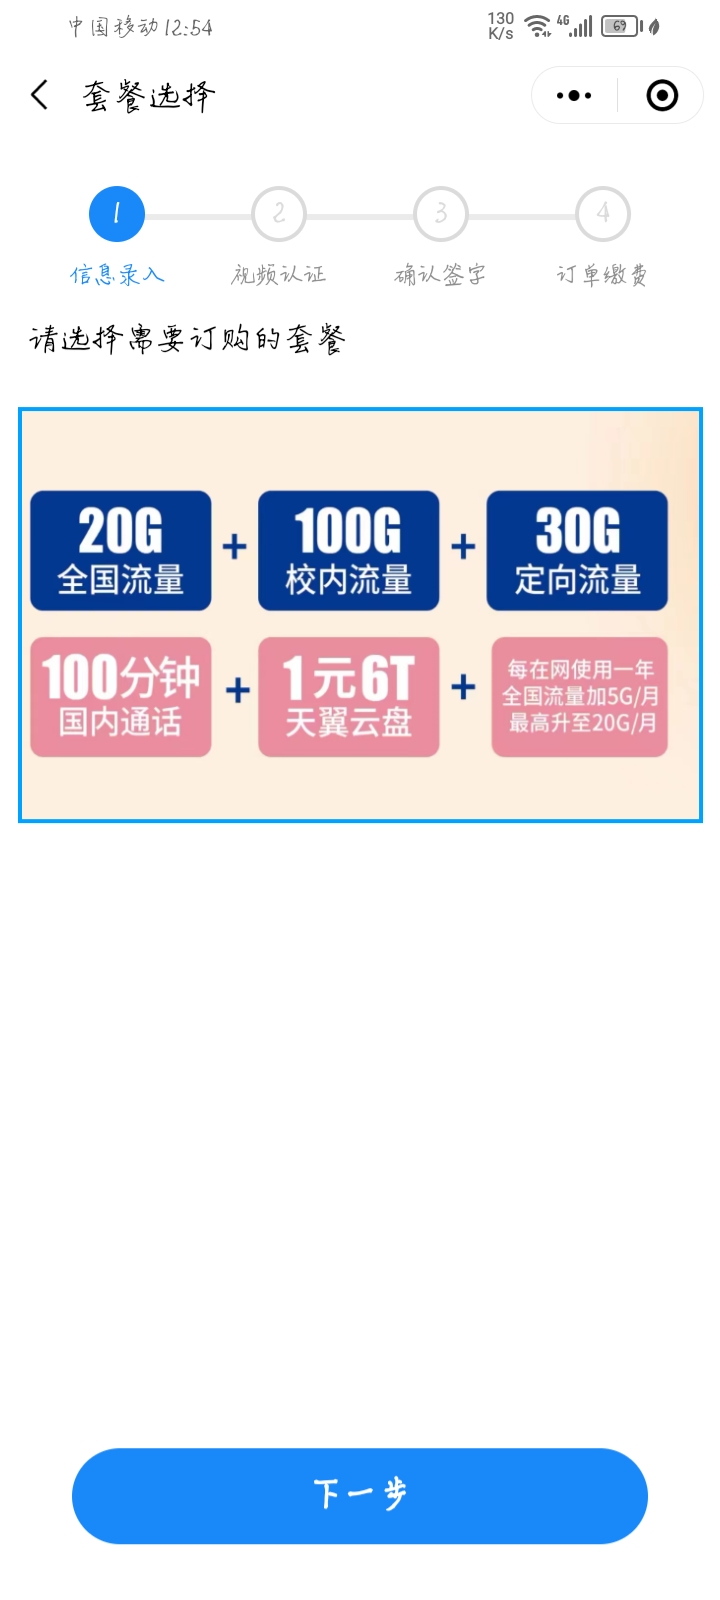 中国移动 12:54
130 K/s 4G 69
套餐选择
1 2 3 4
信息录入 视频认证 确认签字 订单缴费
请选择需要订购的套餐
20G + 100G + 30G
全国流量 校内流量 定向流量
100分钟 + 1元6T + 每在网使用一年
国内通话 天翼云盘 全国流量加5G/月
最高升至20G/月
下一步